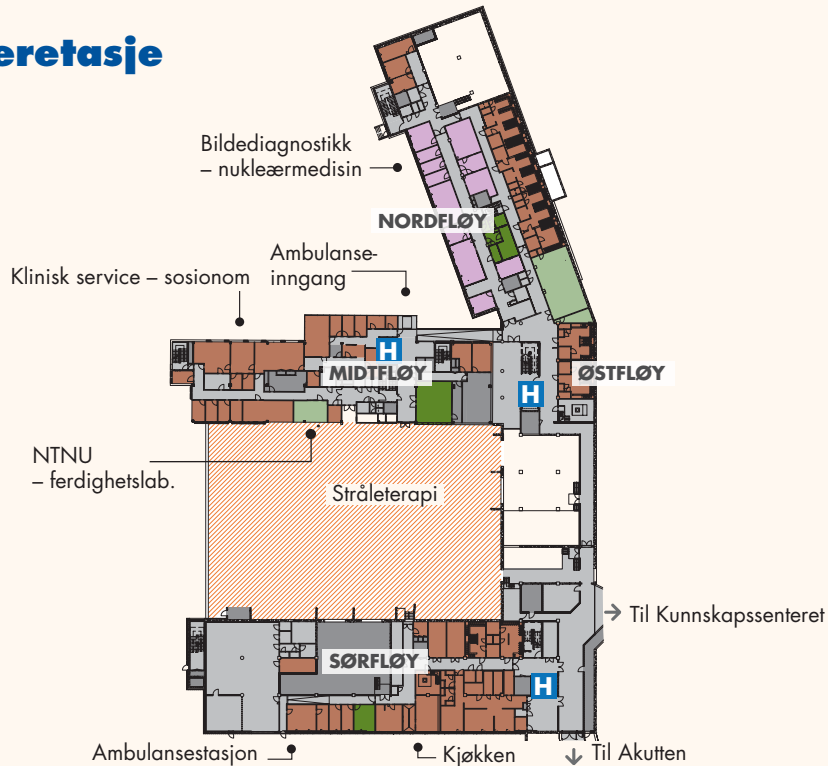 eretasje
Bildediagnostikk
– nukleærmedisin
NORDFLØY
Ambulanse-
inngang
Klinisk service – sosionom
H
MIDTFLØY
ØSTFLØY
H
NTNU
– ferdighetslab.
Stråleterapi
Til Kunnskapssenteret
SØRFLØY
H
Ambulansestasjon
Kjøkken
Til Akutten